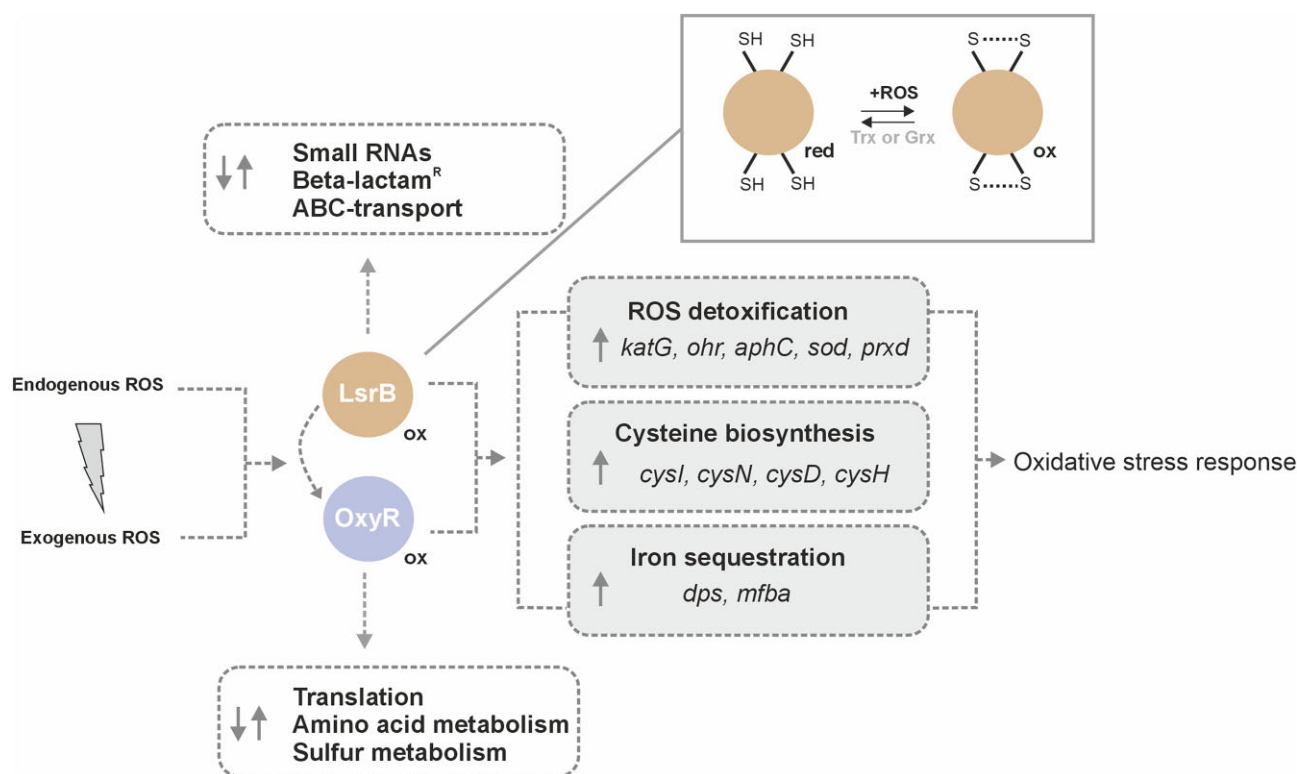 SH SH
S S
+ROS
Trx or Grx
red
ox
SH SH
S S
Small RNAs
Beta-lactamᴿ
ABC-transport
ROS detoxification
katG, ohr, aphC, sod, prxd
Endogenous ROS
LsrB
ox
Cysteine biosynthesis
cysI, cysN, cysD, cysH
Oxidative stress response
Exogenous ROS
OxyR
ox
Iron sequestration
dps, mfba
Translation
Amino acid metabolism
Sulfur metabolism